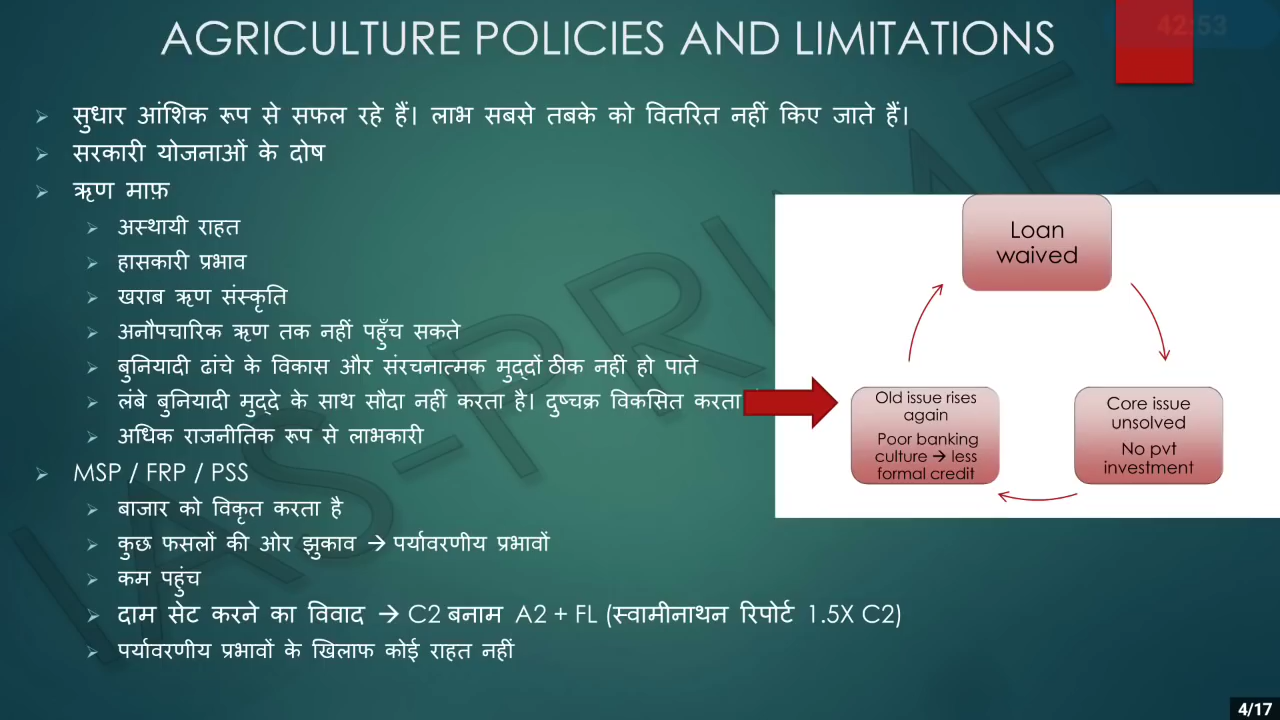 AGRICULTURE POLICIES AND LIMITATIONS
42:53
सुधार आंशिक रूप से सफल रहे हैं। लाभ सबसे तबके को वितरित नहीं किए जाते हैं।
सरकारी योजनाओं के दोष
ऋण माफ़
अस्थायी राहत
हासकारी प्रभाव
खराब ऋण संस्कृति
अनौपचारिक ऋण तक नहीं पहुँच सकते
बुनियादी ढांचे के विकास और संरचनात्मक मुद्दों ठीक नहीं हो पाते
लंबे बुनियादी मुद्दे के साथ सौदा नहीं करता है। दुष्चक्र विकसित करता
अधिक राजनीतिक रूप से लाभकारी
MSP / FRP / PSS
बाजार को विकृत करता है
कुछ फसलों की ओर झुकाव → पर्यावरणीय प्रभावों
कम पहुंच
दाम सेट करने का विवाद → C2 बनाम A2 + FL (स्वामीनाथन रिपोर्ट 1.5X C2)
पर्यावरणीय प्रभावों के खिलाफ कोई राहत नहीं
Loan
waived
Core issue
unsolved
No pvt
investment
Old issue rises
again
Poor banking
culture → less
formal credit
IAS-PRIME
4/17